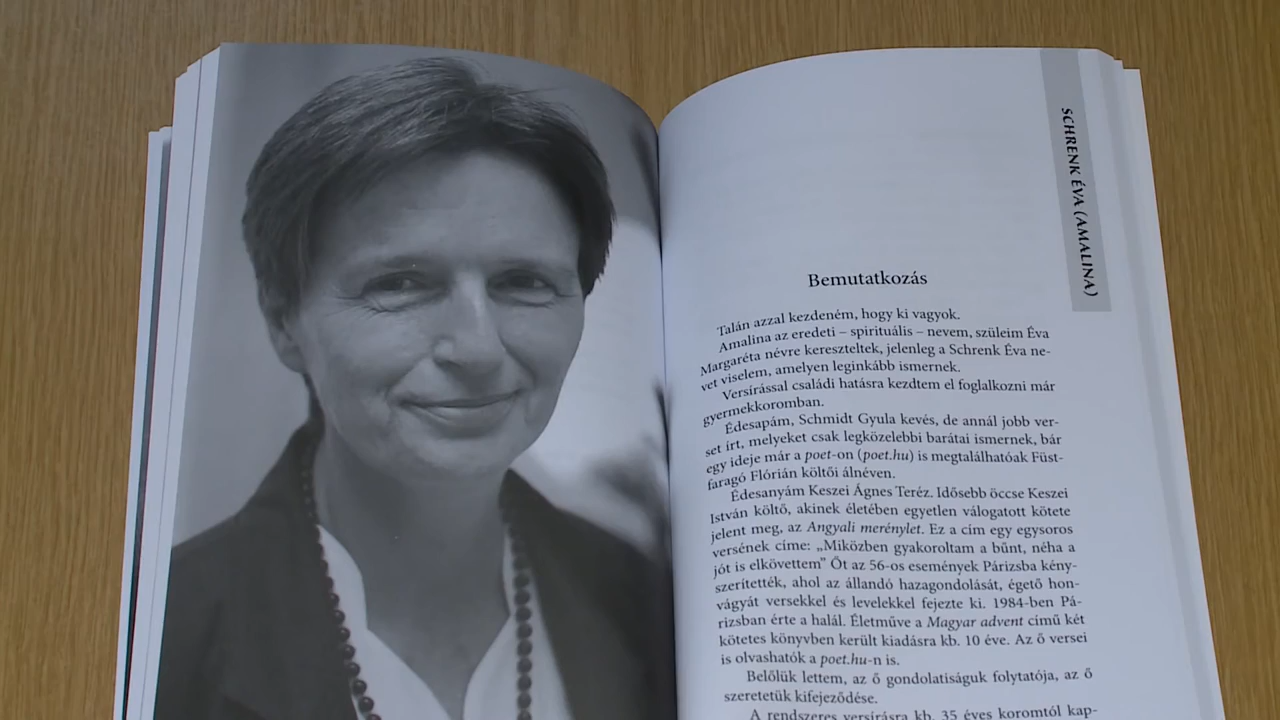 SCHRENK ÉVA (AMALINA)
Bemutatkozás
Talán azzal kezdeném, hogy ki vagyok.
Amalina az eredeti – spirituális – nevem, szüleim Éva
Margaréta névre kereszteltek, jelenleg a Schrenk Éva ne-
vet viselem, amelyen leginkább ismernek.
Versírással családi hatásra kezdtem el foglalkozni már
gyermekkoromban.
Édesapám, Schmidt Gyula kevés, de annál jobb ver-
set írt, melyeket csak legközelebbi barátai ismernek, bár
egy ideje már a poet-on (poet.hu) is megtalálhatóak Füst-
faragó Flórián költői álnéven.
Édesanyám Keszei Ágnes Teréz. Idősebb öccse Keszei
István költő, akinek életében egyetlen válogatott kötete
jelent meg, az Angyali merénylet. Ez a cím egy egysoros
versének címe: „Miközben gyakoroltam a bűnt, néha a
jót is elkövettem” Őt az 56-os események Párizsba kény-
szerítették, ahol az állandó hazagondolását, égető hon-
vágyát versekkel és levelekkel fejezte ki. 1984-ben Pá-
rizsban érte a halál. Életműve a Magyar advent című két
kötetes könyvben került kiadásra kb. 10 éve. Az ő versei
is olvashatók a poet.hu-n is.
Belőlük lettem, az ő gondolatiságuk folytatója, az ő
szeretetük kifejeződése.
A rendszeres versírásra kb. 35 éves koromtól kap-